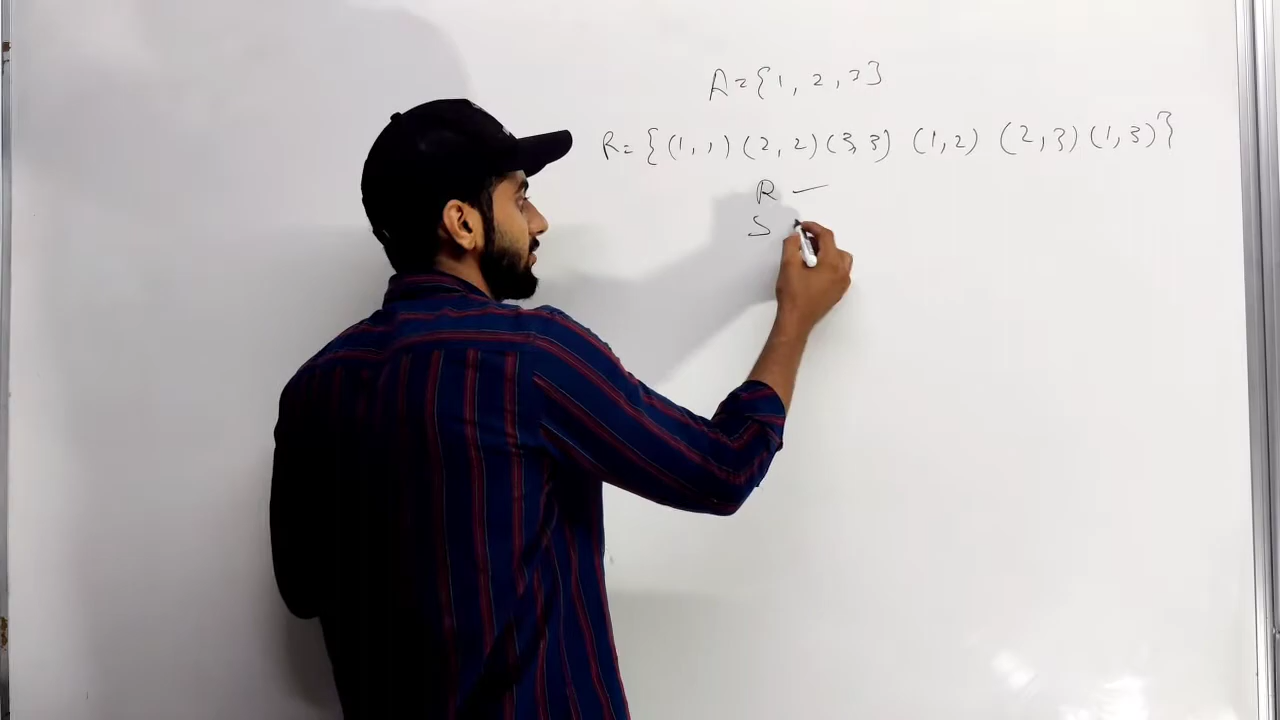 A={1, 2, 3}
R={(1,1)(2,2)(3,3) (1,2) (2,3)(1,3)}
R —
S